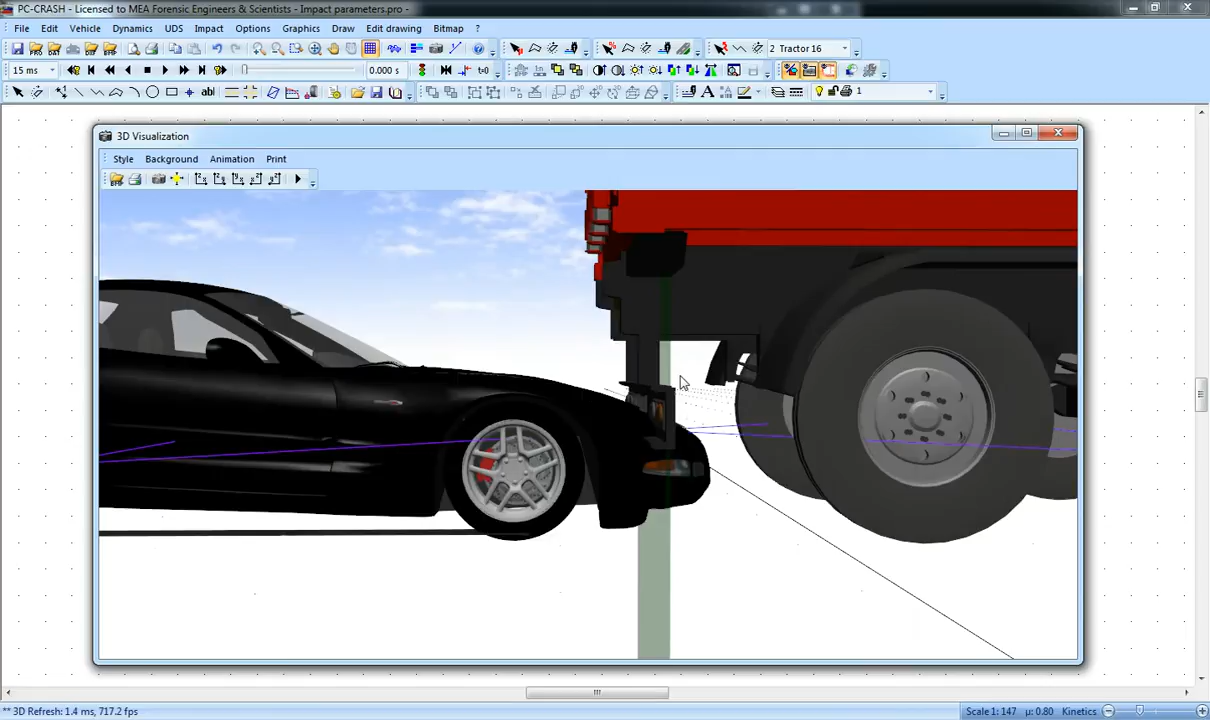 PC-CRASH - Licensed to MEA Forensic Engineers & Scientists - Impact parameters.pro -
File Edit Vehicle Dynamics UDS Impact Options Graphics Draw Edit drawing Bitmap
2 Tractor 16
15 ms 0.000 s t=0
abl A 1
3D Visualization
Style Background Animation Print
** 3D Refresh: 1.4 ms, 717.2 fps Scale 1: 147 µ: 0.80 Kinetics